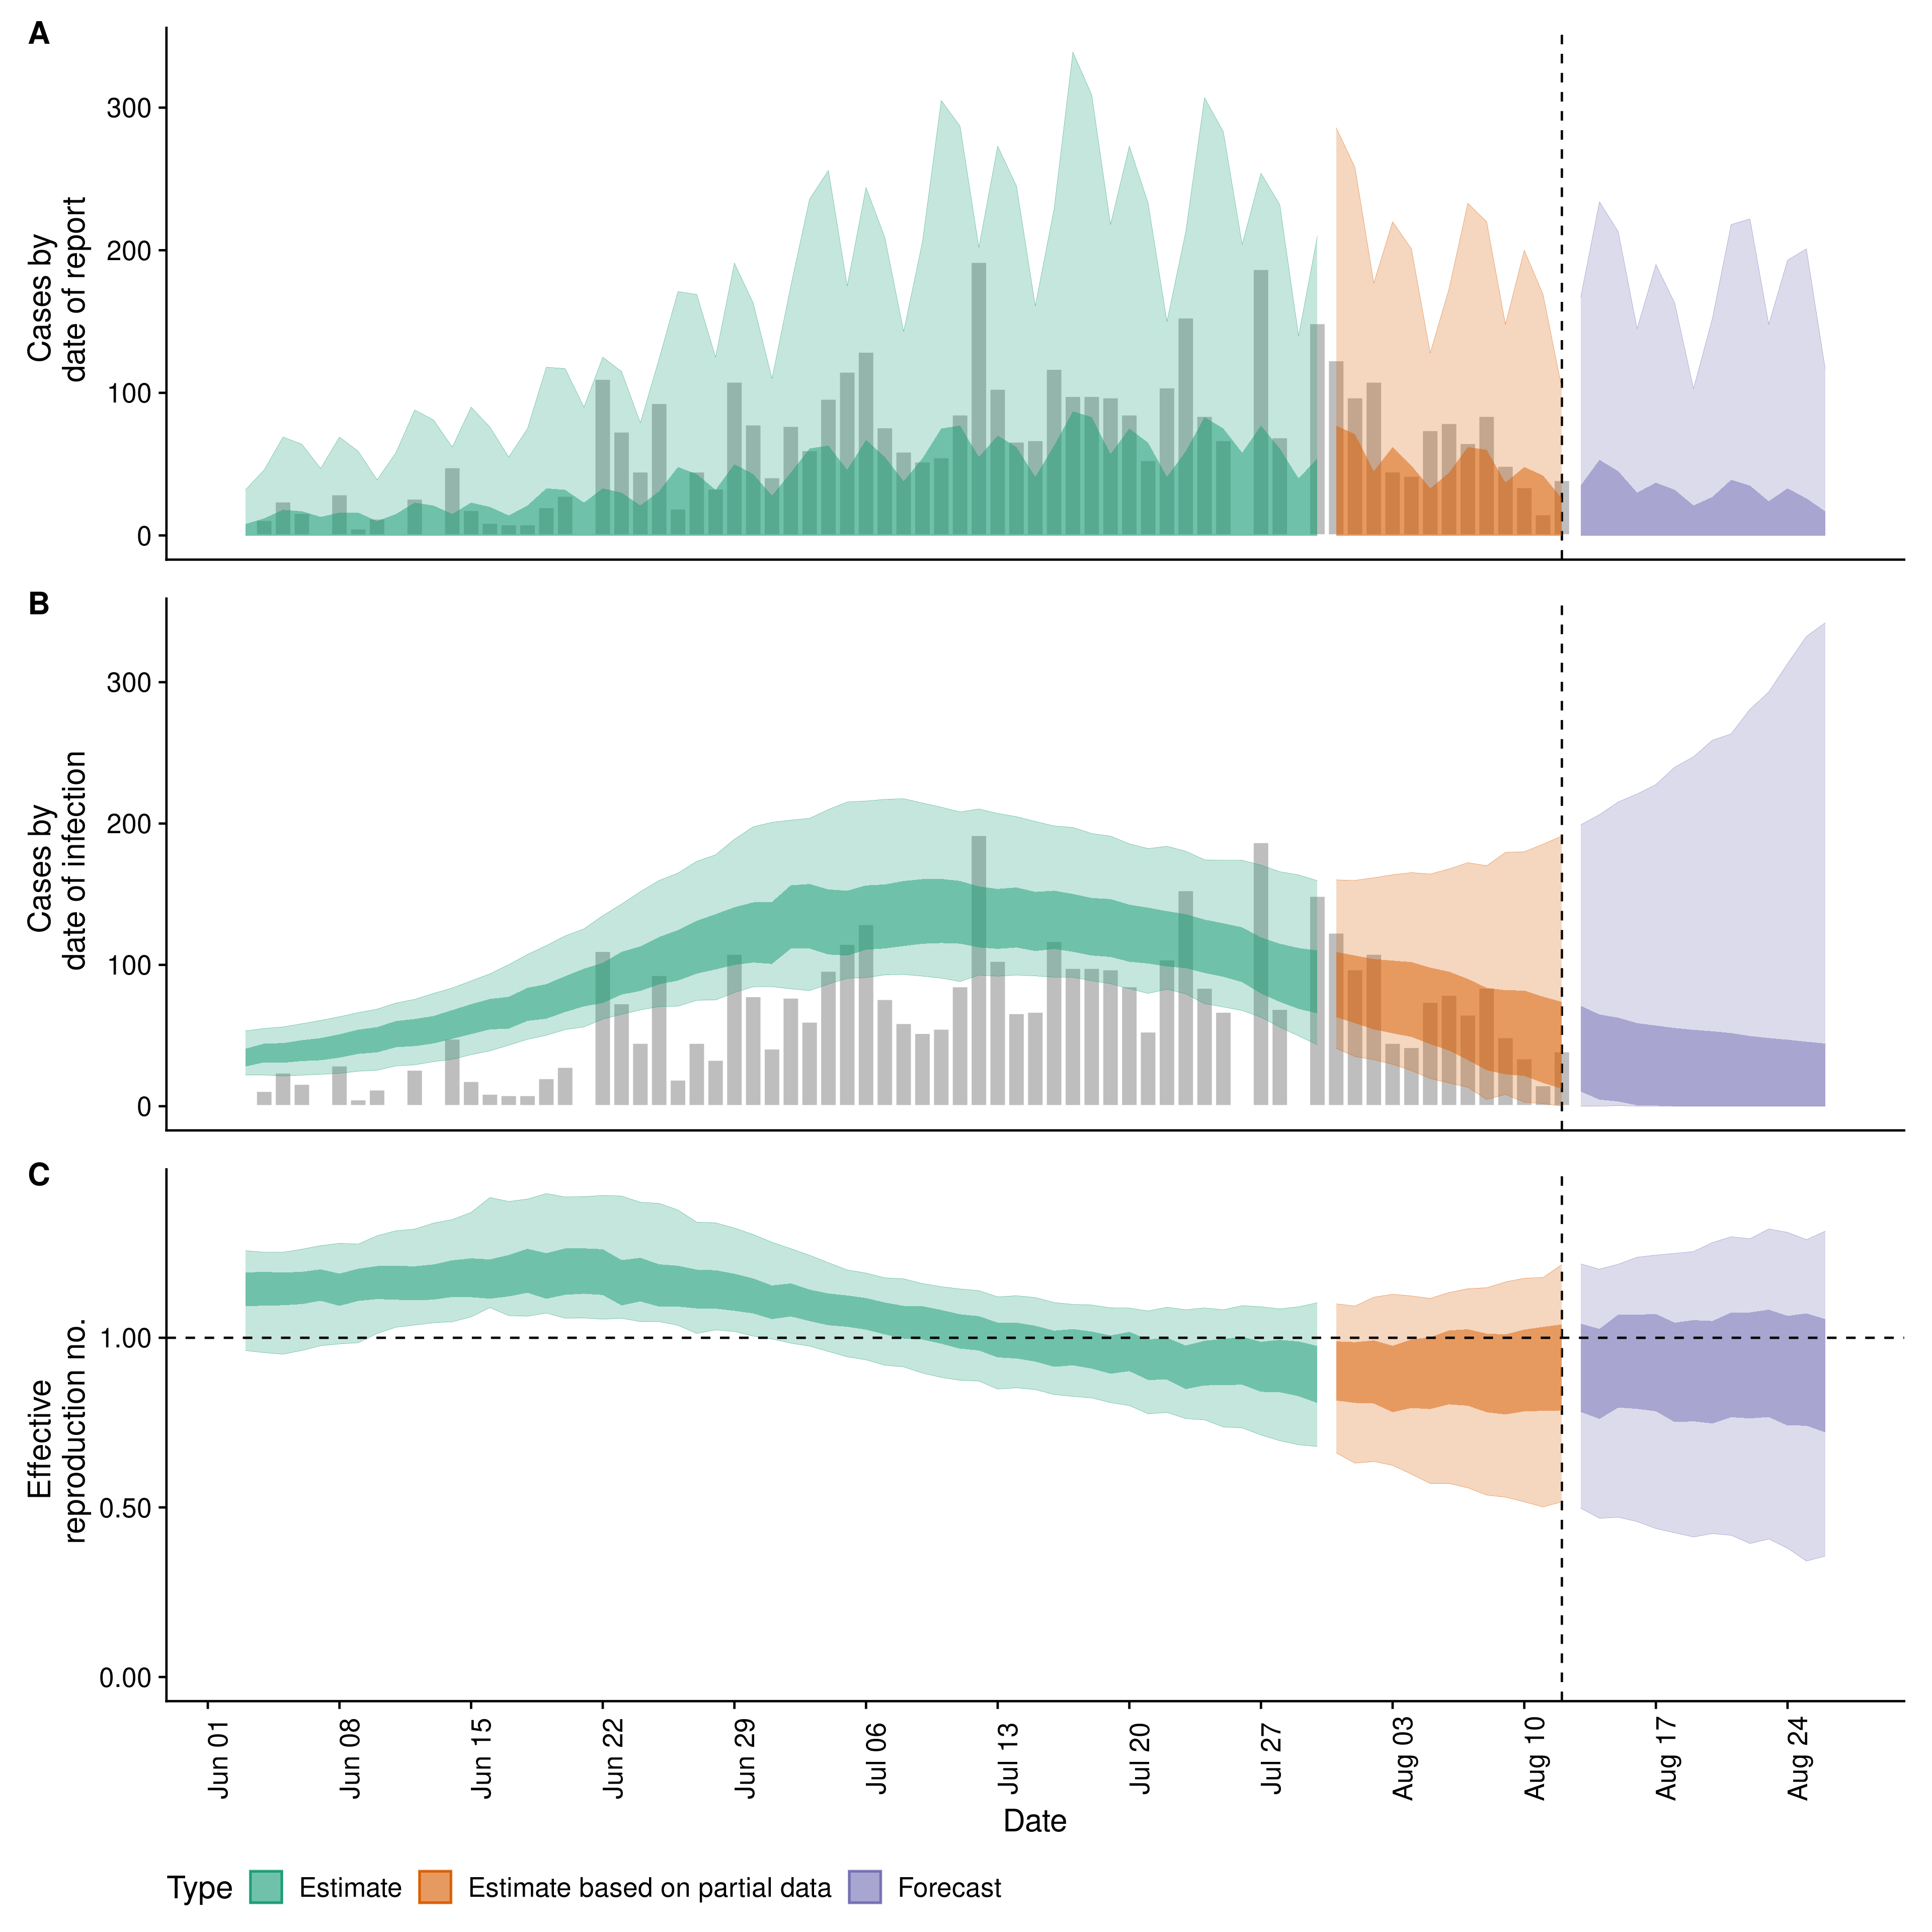 A
Cases by
date of report
300
200
100
0
B
Cases by
date of infection
300
200
100
0
C
Effective
reproduction no.
1.00
0.50
0.00
Jun 01
Jun 08
Jun 15
Jun 22
Jun 29
Jul 06
Jul 13
Jul 20
Jul 27
Aug 03
Aug 10
Aug 17
Aug 24
Date
Type Estimate Estimate based on partial data Forecast